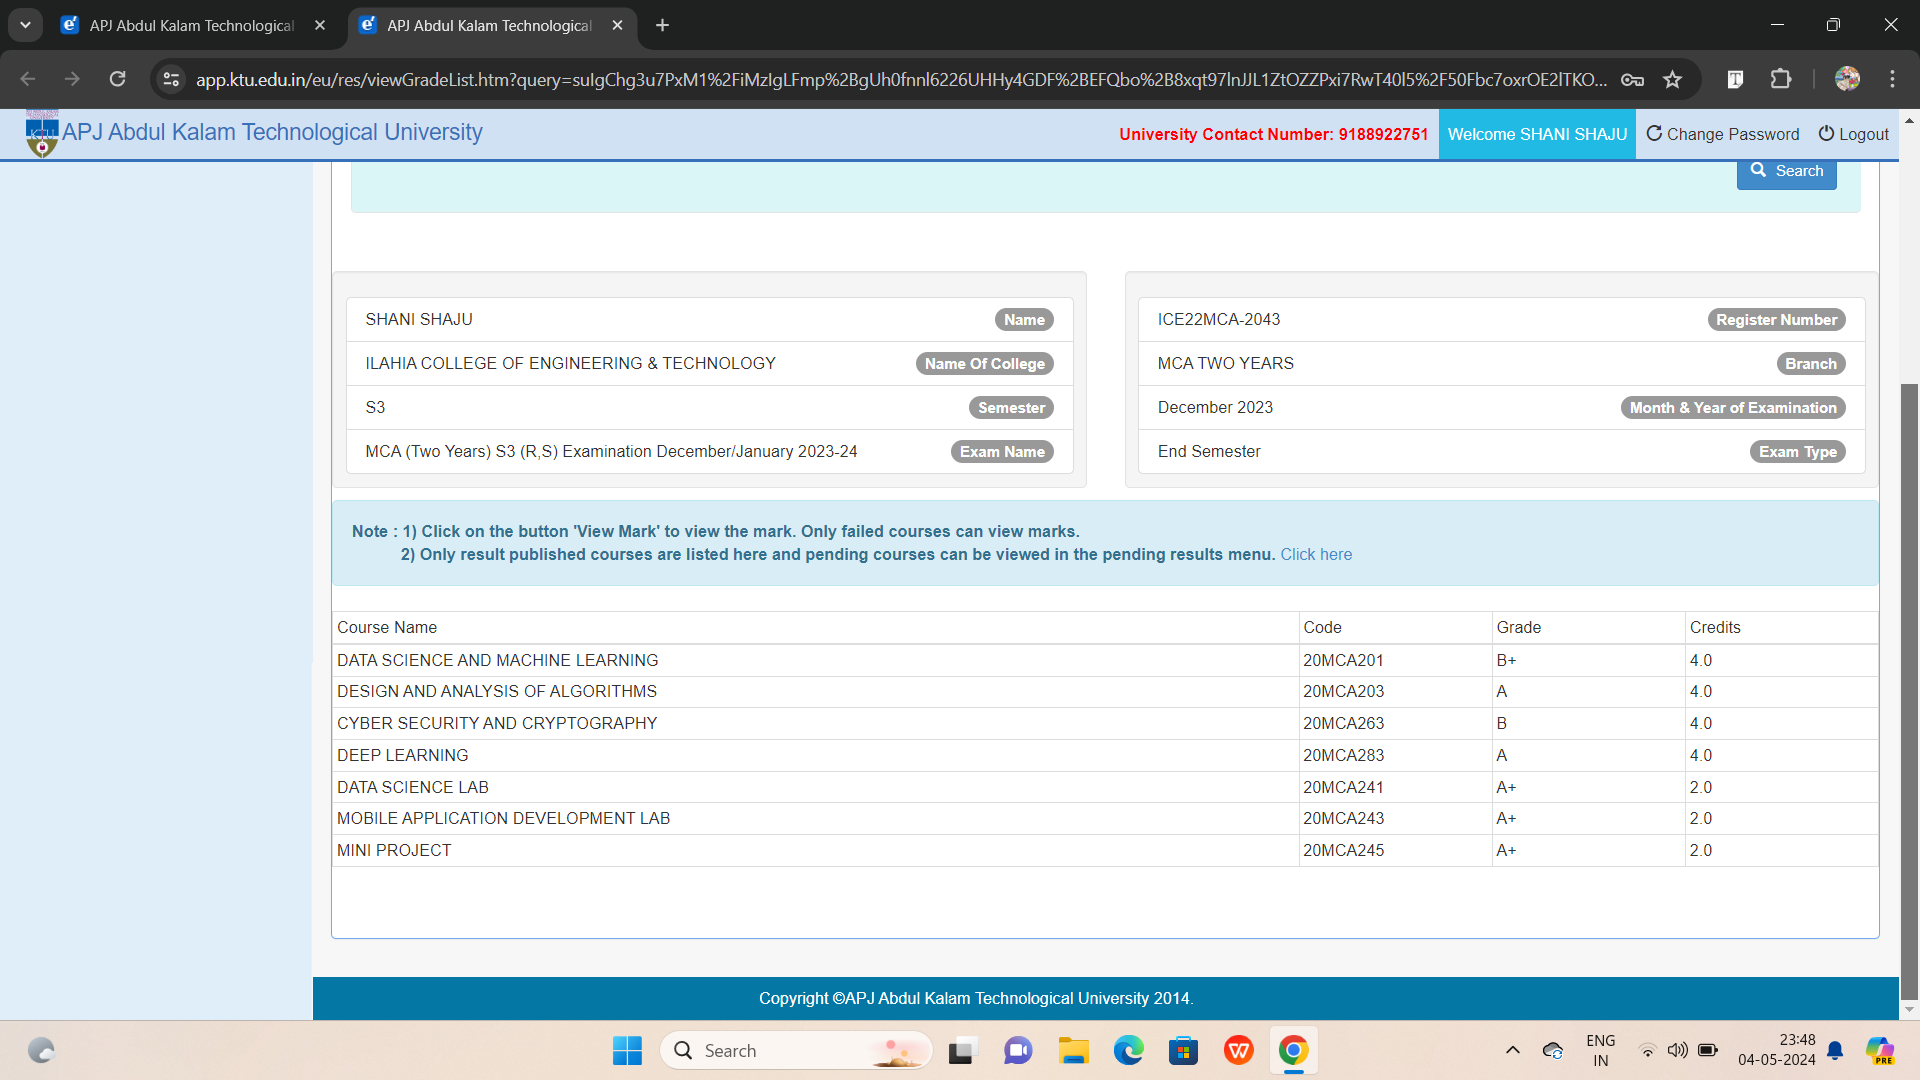 APJ Abdul Kalam Technological
APJ Abdul Kalam Technological
app.ktu.edu.in/eu/res/viewGradeList.htm?query=sulgChg3u7PxM1%2FiMzIgLFmp%2BgUh0fnnl6226UHHy4GDF%2BEFQbo%2B8xqt97lnJJL1ZtOZZPxi7RwT40l5%2F50Fbc7oxrOE2lTKO...
APJ Abdul Kalam Technological University
University Contact Number: 9188922751
Welcome SHANI SHAJU
Change Password
Logout
Search
SHANI SHAJU Name
ILAHIA COLLEGE OF ENGINEERING & TECHNOLOGY Name Of College
S3 Semester
MCA (Two Years) S3 (R,S) Examination December/January 2023-24 Exam Name
ICE22MCA-2043 Register Number
MCA TWO YEARS Branch
December 2023 Month & Year of Examination
End Semester Exam Type
Note : 1) Click on the button 'View Mark' to view the mark. Only failed courses can view marks.
2) Only result published courses are listed here and pending courses can be viewed in the pending results menu. Click here
Course Name Code Grade Credits
DATA SCIENCE AND MACHINE LEARNING 20MCA201 B+ 4.0
DESIGN AND ANALYSIS OF ALGORITHMS 20MCA203 A 4.0
CYBER SECURITY AND CRYPTOGRAPHY 20MCA263 B 4.0
DEEP LEARNING 20MCA283 A 4.0
DATA SCIENCE LAB 20MCA241 A+ 2.0
MOBILE APPLICATION DEVELOPMENT LAB 20MCA243 A+ 2.0
MINI PROJECT 20MCA245 A+ 2.0
Copyright ©APJ Abdul Kalam Technological University 2014.
Search
ENG
IN
23:48
04-05-2024
PRE